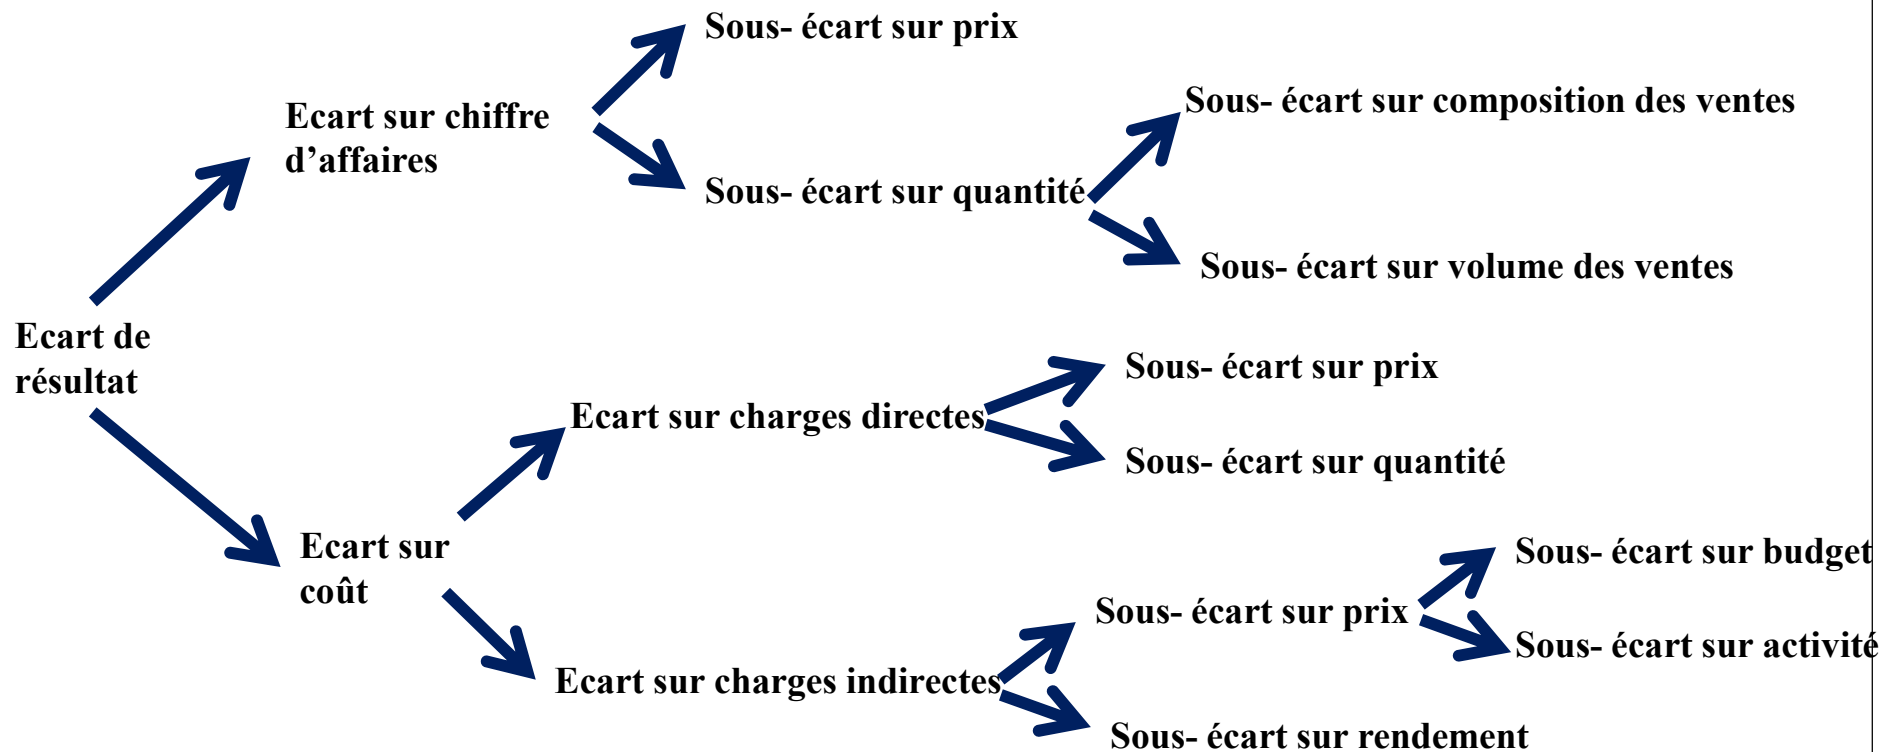 Sous- écart sur prix
Sous- écart sur composition des ventes
Ecart sur chiffre
d’affaires
Sous- écart sur quantité
Sous- écart sur volume des ventes
Ecart de
résultat
Sous- écart sur prix
Ecart sur charges directes
Sous- écart sur quantité
Ecart sur
coût
Sous- écart sur budget
Sous- écart sur prix
Sous- écart sur activité
Ecart sur charges indirectes
Sous- écart sur rendement